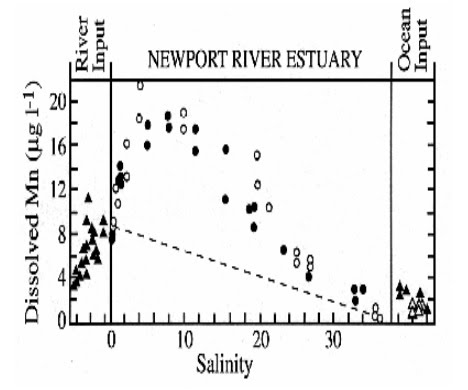 River
Input
NEWPORT RIVER ESTUARY
Ocean
Input
Dissolved Mn (µg l-1)
20
16
12
8
4
0
0
10
20
30
Salinity